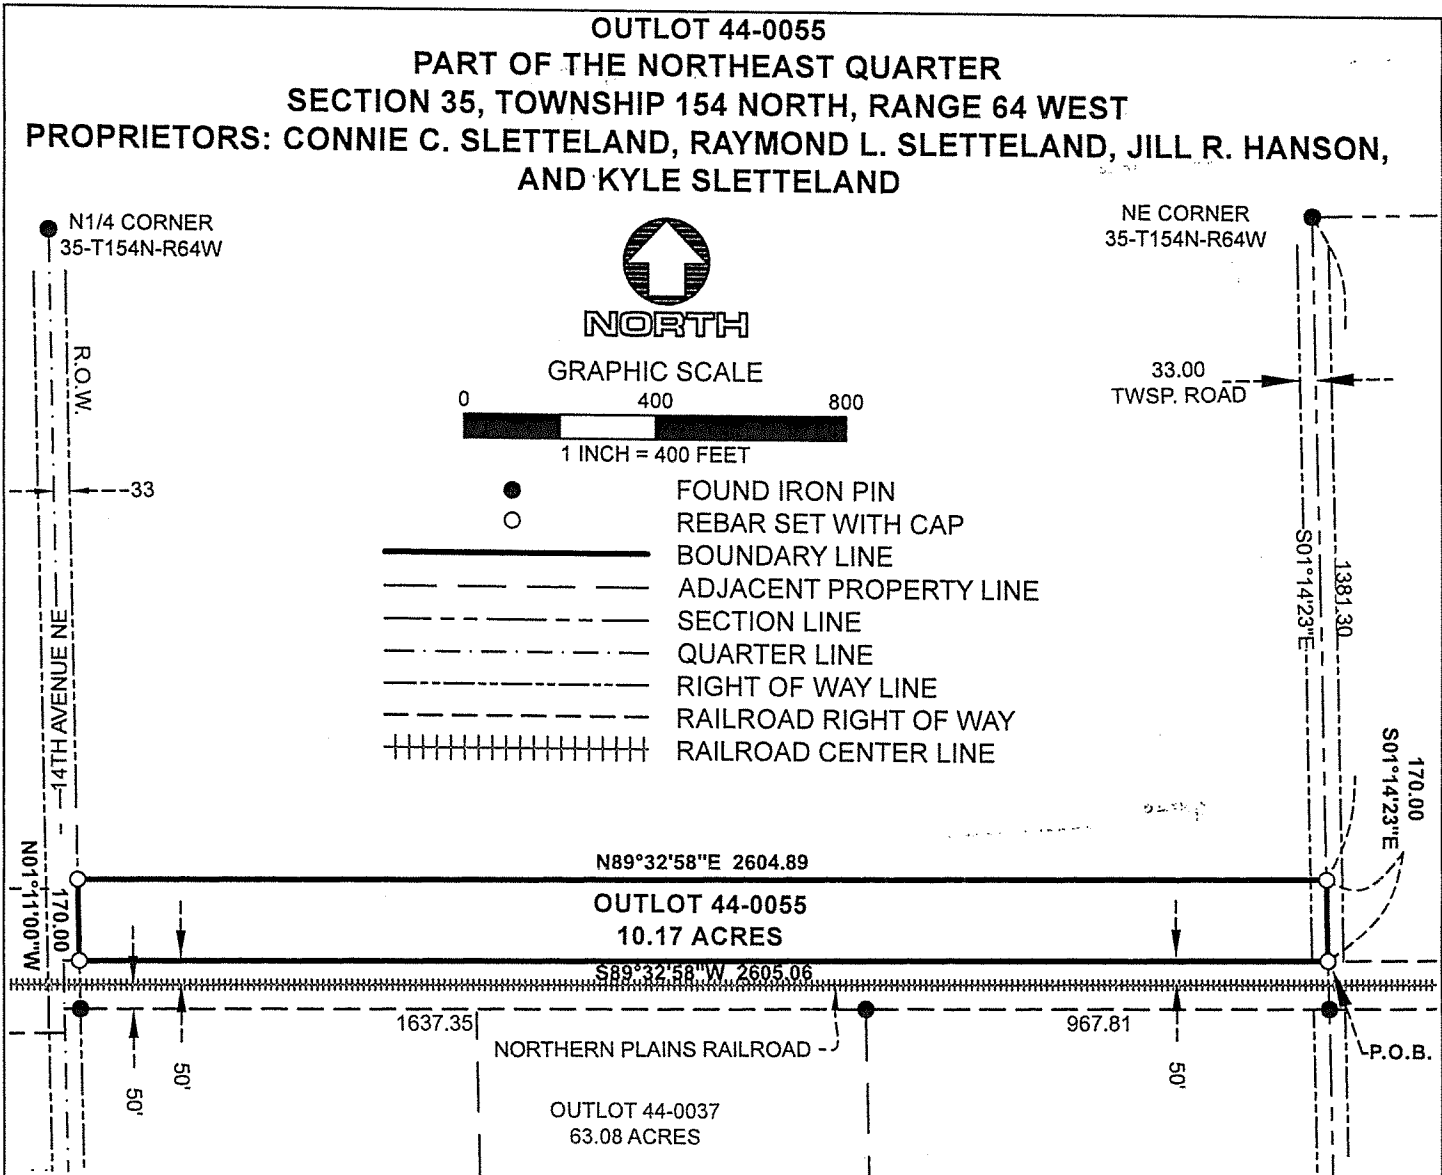 OUTLOT 44-0055
PART OF THE NORTHEAST QUARTER
SECTION 35, TOWNSHIP 154 NORTH, RANGE 64 WEST
PROPRIETORS: CONNIE C. SLETTELAND, RAYMOND L. SLETTELAND, JILL R. HANSON,
AND KYLE SLETTELAND
N1/4 CORNER
35-T154N-R64W
NE CORNER
35-T154N-R64W
NORTH
R.O.W.
GRAPHIC SCALE
0 400 800
1 INCH = 400 FEET
33.00
TWSP. ROAD
33
FOUND IRON PIN
REBAR SET WITH CAP
BOUNDARY LINE
ADJACENT PROPERTY LINE
SECTION LINE
QUARTER LINE
RIGHT OF WAY LINE
RAILROAD RIGHT OF WAY
RAILROAD CENTER LINE
14TH AVENUE NE
S01°14'23"E
1381.30
170.00
S01°14'23"E
N01°11'00"W
170.00
N89°32'58"E 2604.89
OUTLOT 44-0055
10.17 ACRES
S89°32'58"W 2605.06
1637.35
967.81
NORTHERN PLAINS RAILROAD
P.O.B.
50'
50'
50'
OUTLOT 44-0037
63.08 ACRES